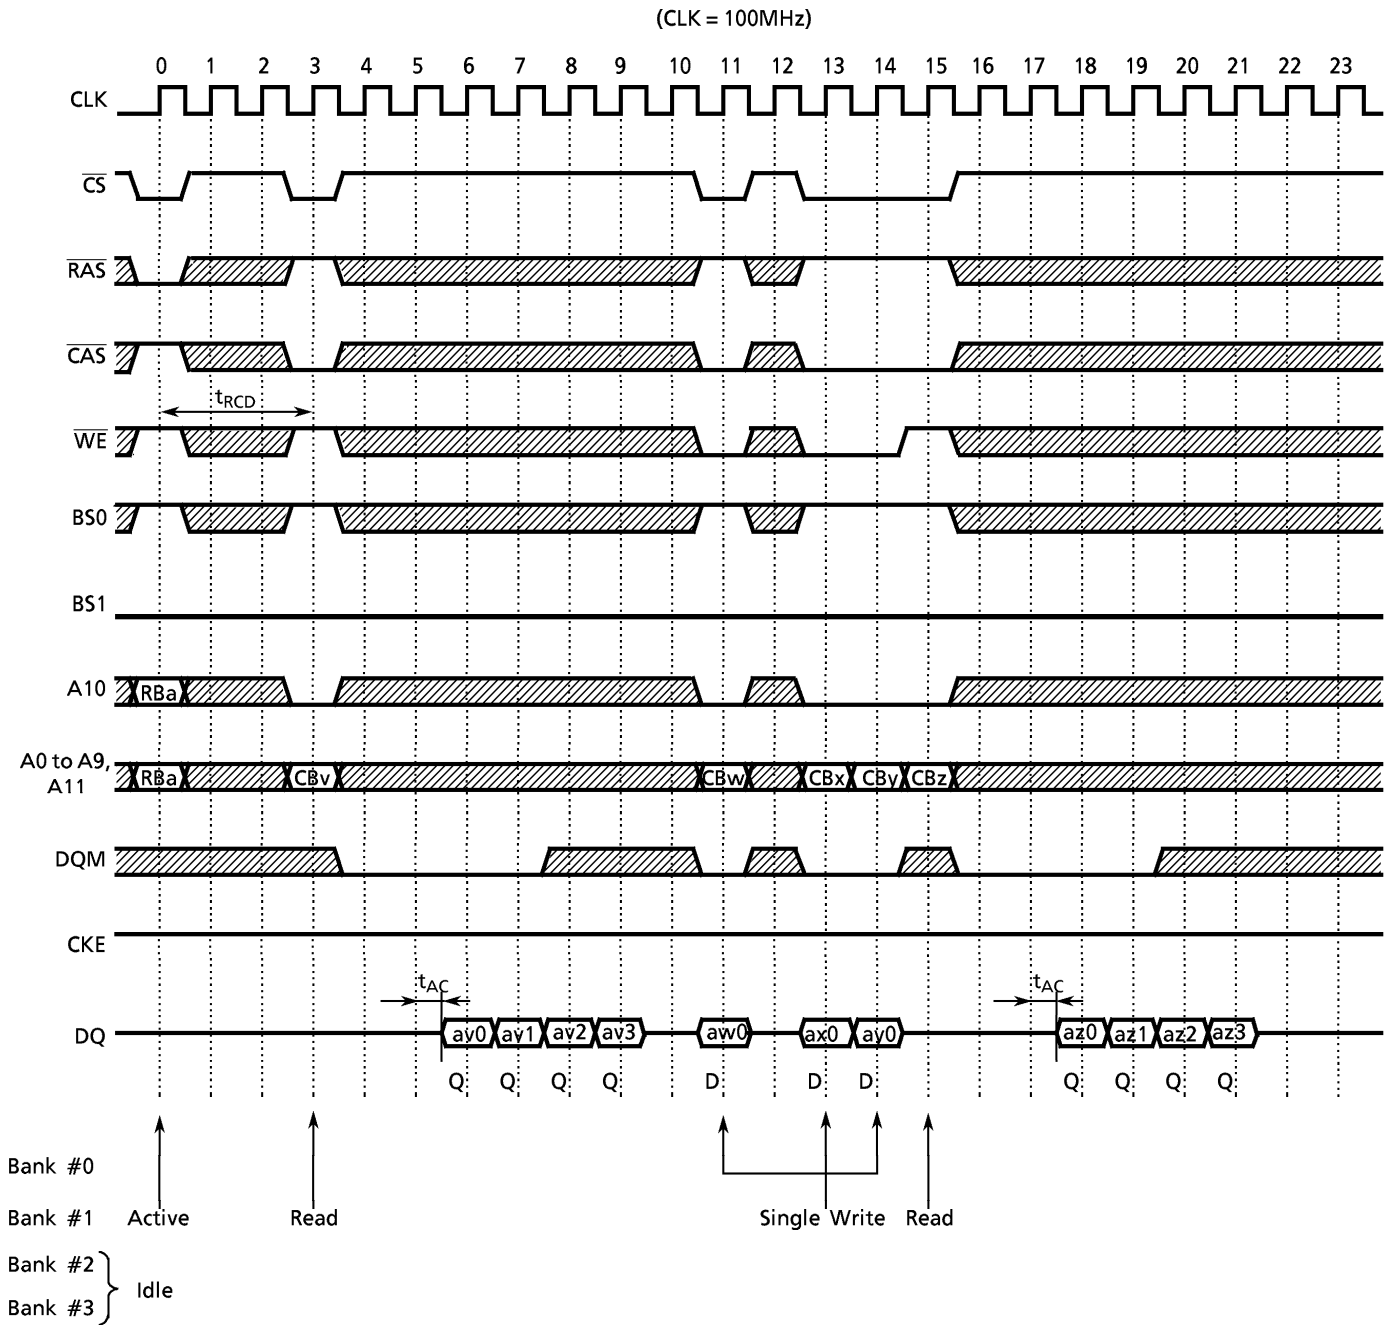 (CLK = 100MHz)
0 1 2 3 4 5 6 7 8 9 10 11 12 13 14 15 16 17 18 19 20 21 22 23
CLK
CS
RAS
CAS
tRCD
WE
BS0
BS1
A10 RBa
A0 to A9, A11 RBa CBv CBw CBx CBy CBz
DQM
CKE
tAC tAC
DQ av0 av1 av2 av3 aw0 ax0 ay0 az0 az1 az2 az3
Q Q Q Q D D D Q Q Q Q
Bank #0
Bank #1 Active Read Single Write Read
Bank #2
Idle
Bank #3